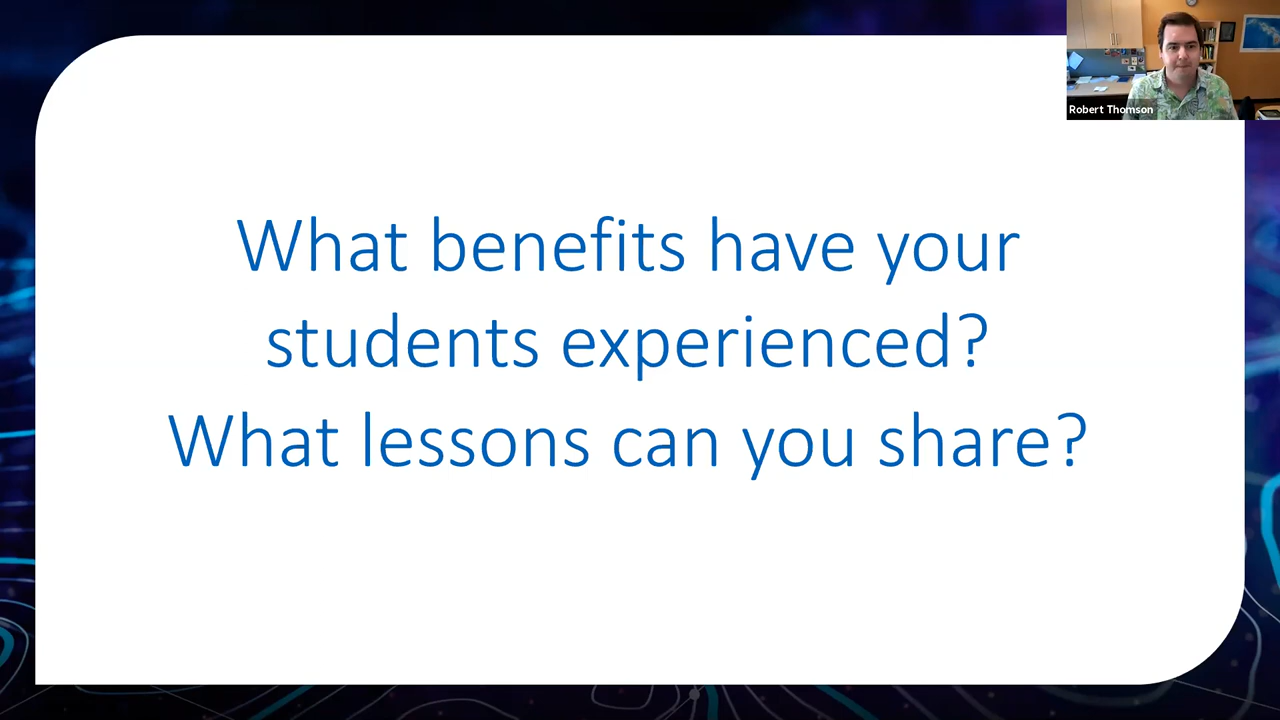 Robert Thomson
What benefits have your
students experienced?
What lessons can you share?